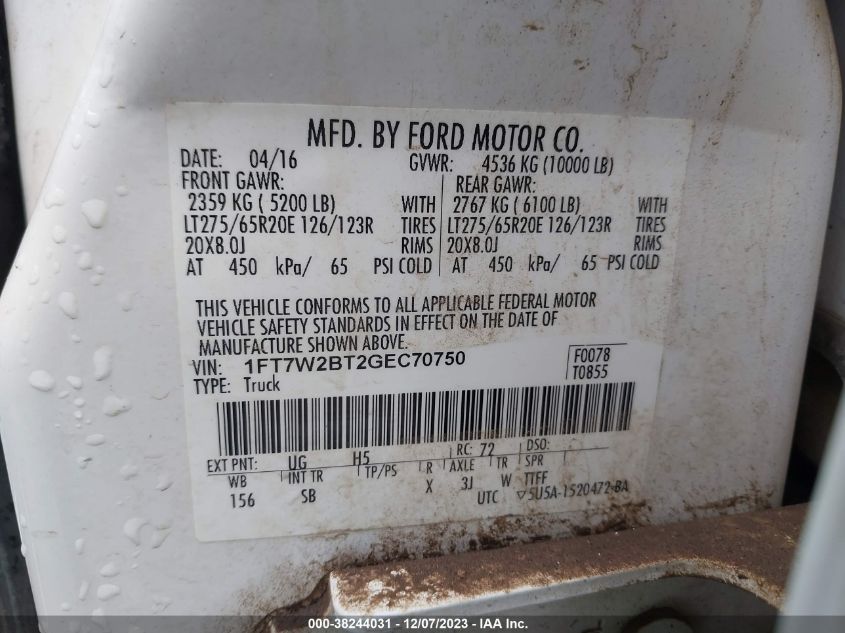 MFD. BY FORD MOTOR CO.
DATE: 04/16 GVWR: 4536 KG (10000 LB)
FRONT GAWR: REAR GAWR:
2359 KG ( 5200 LB) WITH 2767 KG ( 6100 LB) WITH
LT275/65R20E 126/123R TIRES LT275/65R20E 126/123R TIRES
20X8.0J RIMS 20X8.0J RIMS
AT 450 kPa/ 65 PSI COLD AT 450 kPa/ 65 PSI COLD
THIS VEHICLE CONFORMS TO ALL APPLICABLE FEDERAL MOTOR
VEHICLE SAFETY STANDARDS IN EFFECT ON THE DATE OF
MANUFACTURE SHOWN ABOVE.
VIN: 1FT7W2BT2GEC70750 F0078
TYPE: Truck T0855
EXT PNT: UG H5 RC: 72 DSO:
WB INT TR TP/PS R AXLE TR SPR
156 SB X 3J W TTFF
UTC ▽5U5A-1520472-BA
000-38244031 - 12/07/2023 - IAAI.com